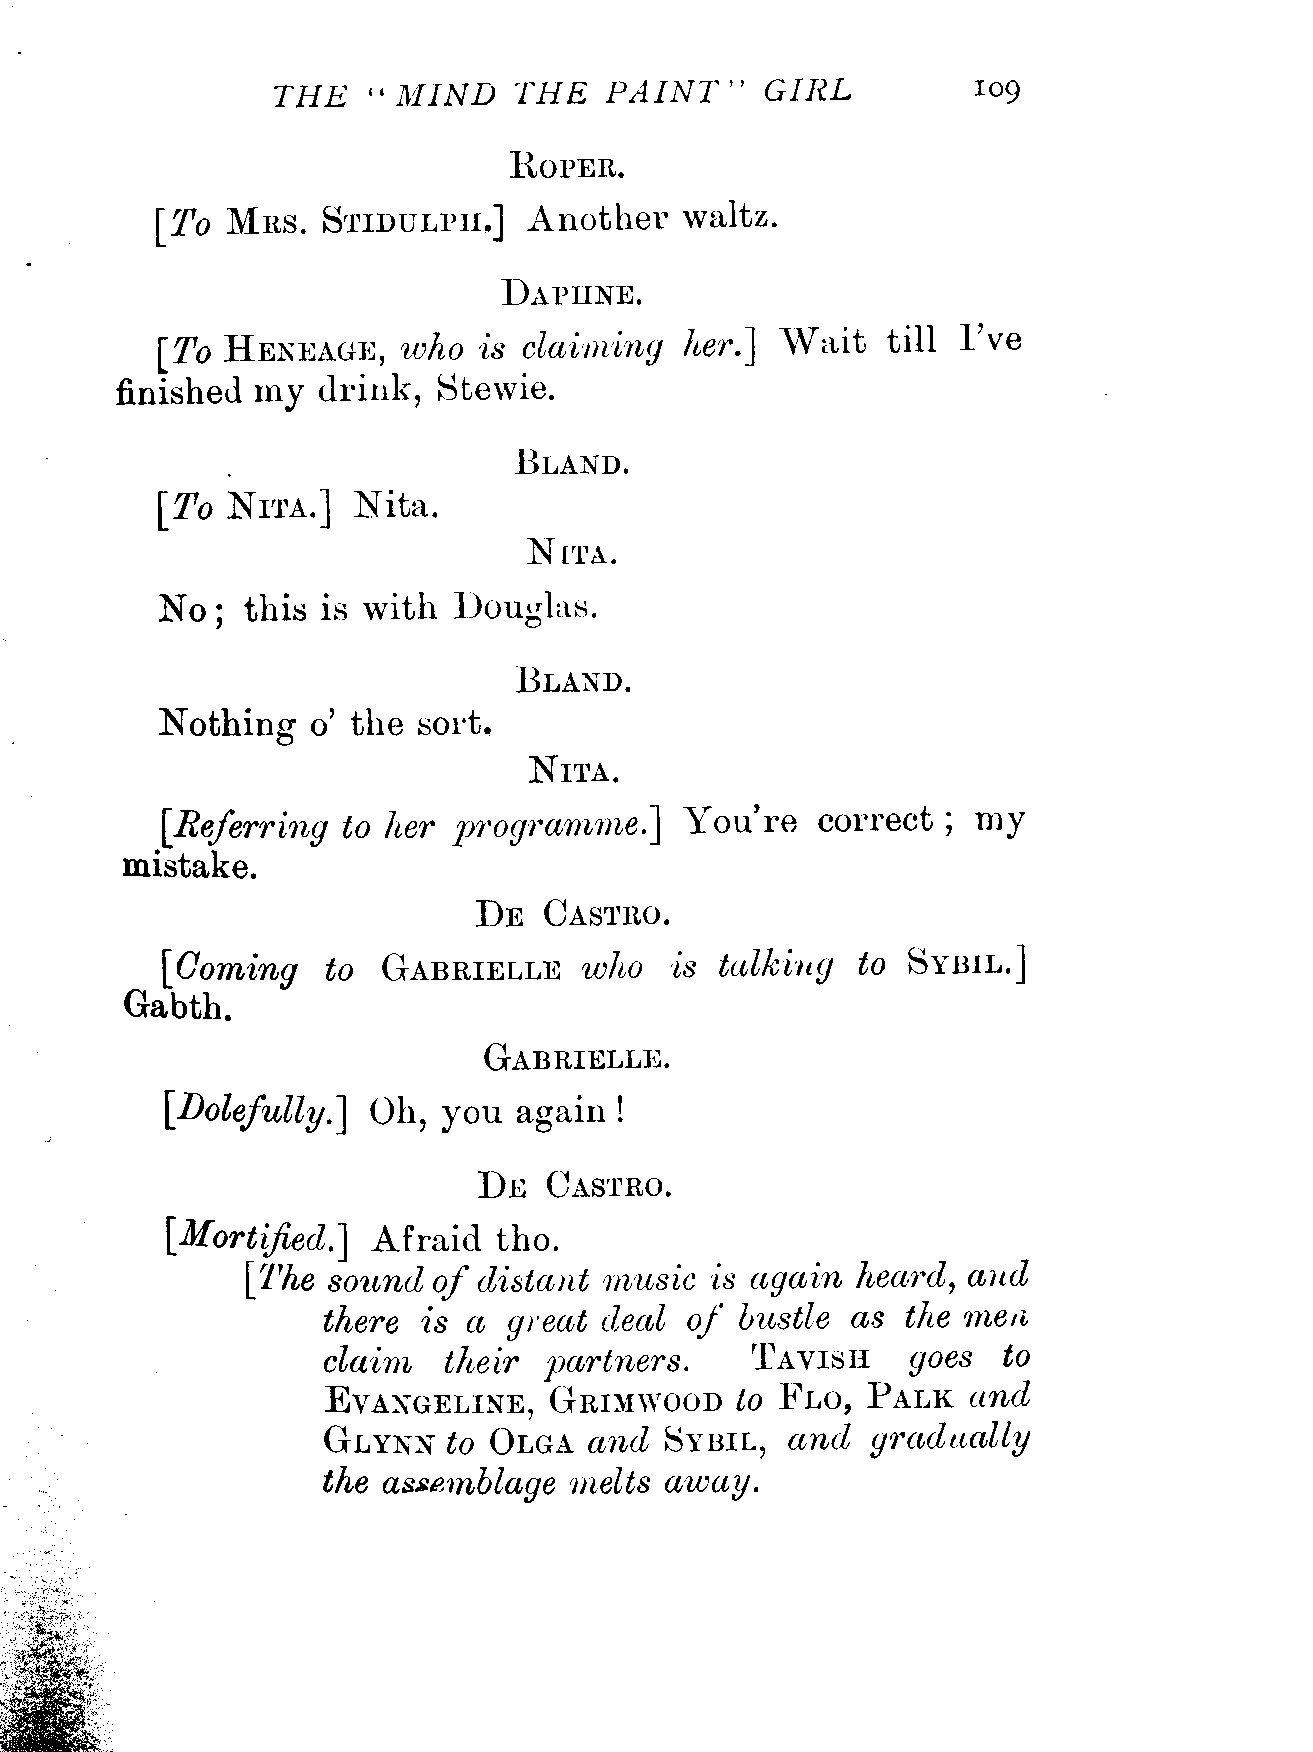 THE "MIND THE PAINT" GIRL 109
ROPER.
[To MRS. STIDULPH.] Another waltz.
DAPHNE.
[To HENEAGE, who is claiming her.] Wait till I've
finished my drink, Stewie.
BLAND.
[To NITA.] Nita.
NITA.
No; this is with Douglas.
BLAND.
Nothing o' the sort.
NITA.
[Referring to her programme.] You're correct; my
mistake.
DE CASTRO.
[Coming to GABRIELLE who is talking to SYBIL.]
Gabth.
GABRIELLE.
[Dolefully.] Oh, you again!
DE CASTRO.
[Mortified.] Afraid tho.
[The sound of distant music is again heard, and
there is a great deal of bustle as the men
claim their partners. TAVISH goes to
EVANGELINE, GRIMWOOD to FLO, PALK and
GLYNN to OLGA and SYBIL, and gradually
the assemblage melts away.